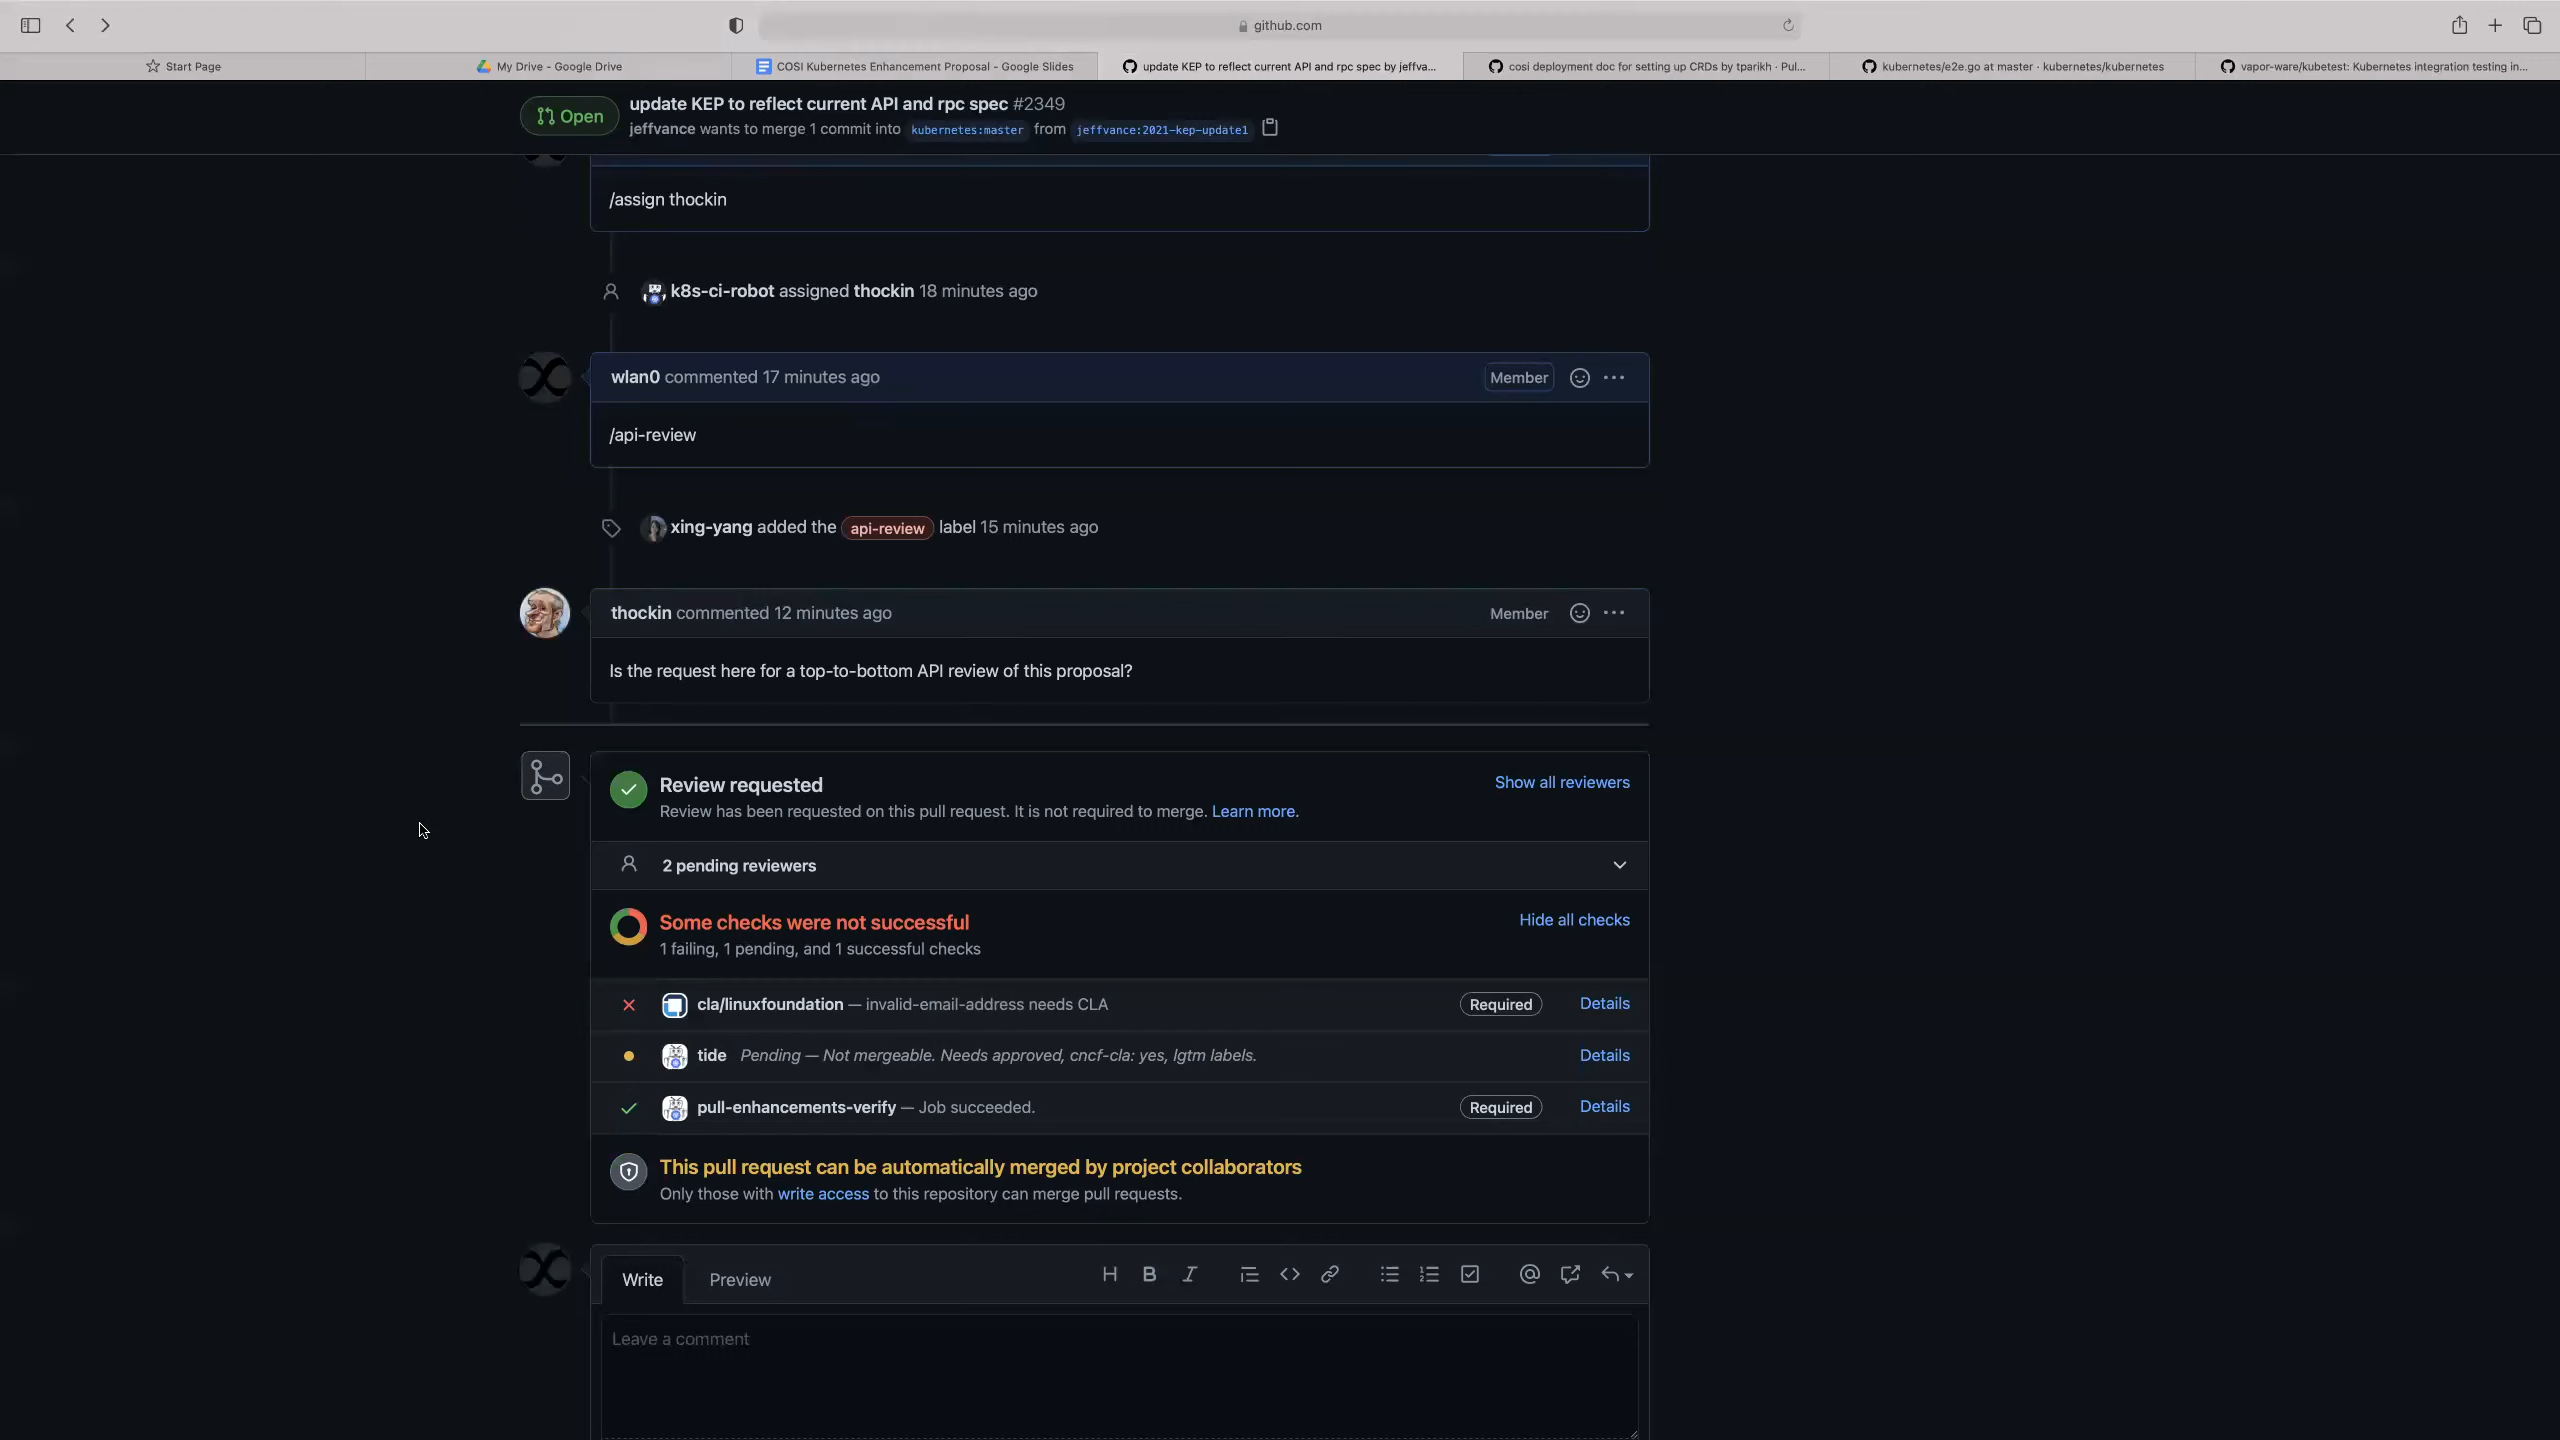 github.com
Start Page
My Drive - Google Drive
COSI Kubernetes Enhancement Proposal - Google Slides
update KEP to reflect current API and rpc spec by jeffva...
cosi deployment doc for setting up CRDs by tparikh · Pul...
kubernetes/e2e.go at master · kubernetes/kubernetes
vapor-ware/kubetest: Kubernetes integration testing in...
Open
update KEP to reflect current API and rpc spec #2349
jeffvance wants to merge 1 commit into kubernetes:master from jeffvance:2021-kep-update1
/assign thockin
k8s-ci-robot assigned thockin 18 minutes ago
wlan0 commented 17 minutes ago
Member
/api-review
xing-yang added the api-review label 15 minutes ago
thockin commented 12 minutes ago
Member
Is the request here for a top-to-bottom API review of this proposal?
Review requested
Show all reviewers
Review has been requested on this pull request. It is not required to merge. Learn more.
2 pending reviewers
Some checks were not successful
Hide all checks
1 failing, 1 pending, and 1 successful checks
cla/linuxfoundation — invalid-email-address needs CLA
Required
Details
tide Pending — Not mergeable. Needs approved, cncf-cla: yes, lgtm labels.
Details
pull-enhancements-verify — Job succeeded.
Required
Details
This pull request can be automatically merged by project collaborators
Only those with write access to this repository can merge pull requests.
Write
Preview
Leave a comment